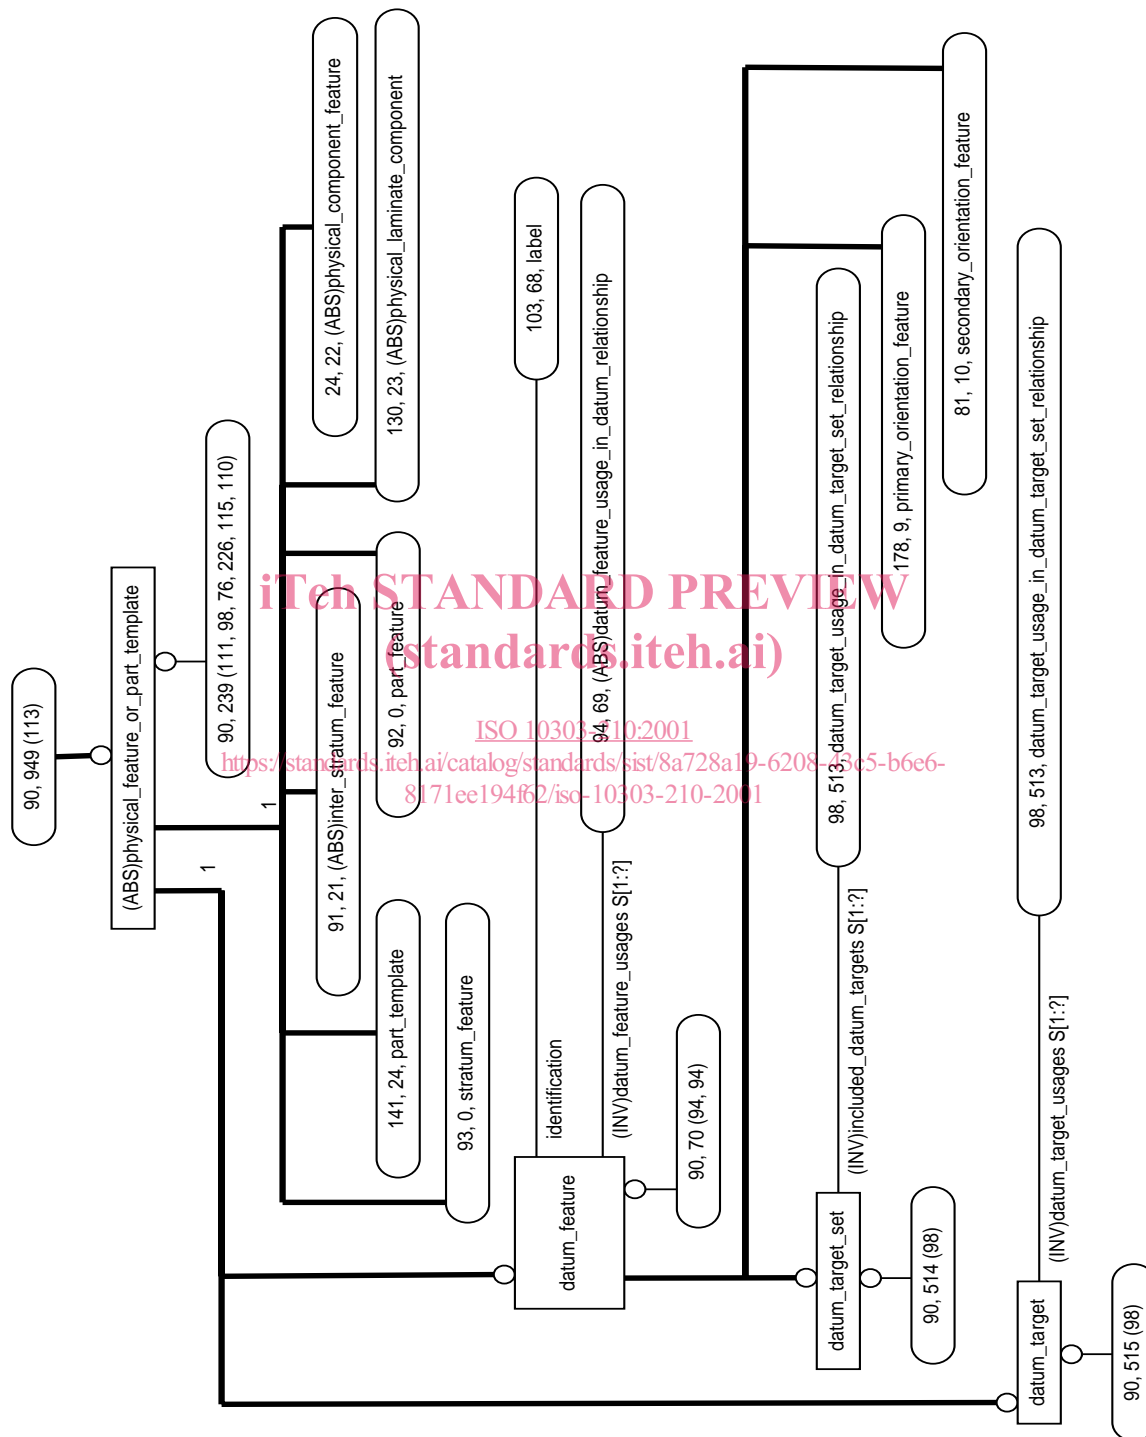 90, 949 (113)
(ABS)physical_feature_or_part_template
90, 239 (111, 98, 76, 226, 115, 110)
1
1
24, 22, (ABS)physical_component_feature
130, 23, (ABS)physical_laminate_component
91, 21, (ABS)inter_stratum_feature
92, 0, part_feature
141, 24, part_template
93, 0, stratum_feature
datum_feature
identification
103, 68, label
(INV)datum_feature_usages S[1:?]
94, 69, (ABS)datum_feature_usage_in_datum_relationship
90, 70 (94, 94)
datum_target_set
(INV)included_datum_targets S[1:?]
98, 513, datum_target_usage_in_datum_target_set_relationship
90, 514 (98)
178, 9, primary_orientation_feature
81, 10, secondary_orientation_feature
datum_target
(INV)datum_target_usages S[1:?]
98, 513, datum_target_usage_in_datum_target_set_relationship
90, 515 (98)
iTeh STANDARD PREVIEW
(standards.iteh.ai)
ISO 10303-210:2001
https://standards.iteh.ai/catalog/standards/sist/8a728a19-6208-43c5-b6e6-
8171ee194f62/iso-10303-210-2001